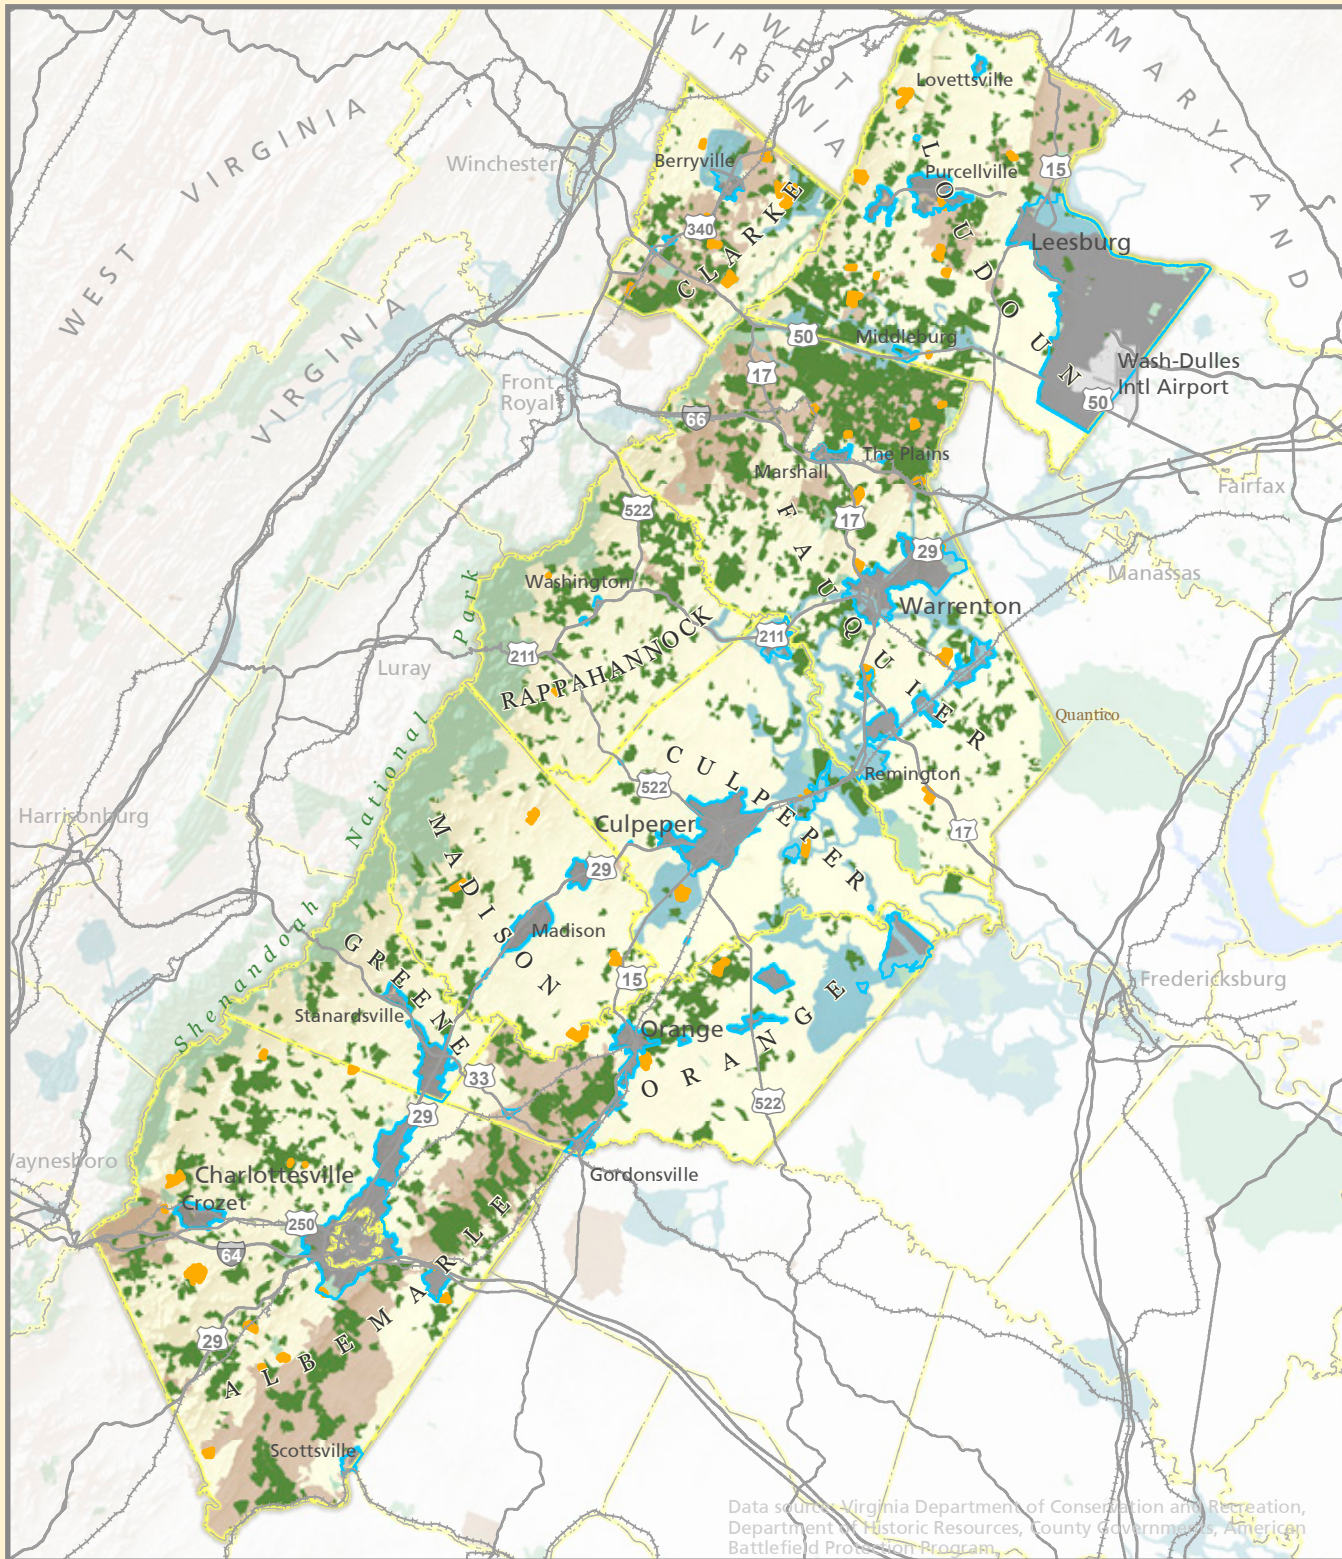 WEST
VIRGINIA
MARYLAND
WEST
VIRGINIA
VIRGINIA
Lovettsville
Winchester
Berryville
15
Purcellville
LOUDOUN
340
CLARKE
Leesburg
50
Middleburg
Wash-Dulles
Intl Airport
17
50
Front
Royal
66
The Plains
Marshall
Fairfax
522
17
FAUQUIER
29
Manassas
Washington
Warrenton
Park
211
211
RAPPAHANNOCK
Luray
Quantico
National
CULPEPER
522
Remington
Harrisonburg
Culpeper
17
MADISON
29
Shenandoah
Madison
GREENE
15
Fredericksburg
Stanardsville
Orange
ORANGE
33
522
29
aynesboro
Charlottesville
Gordonsville
Crozet
250
64
29
ALBEMARLE
Scottsville
Data source: Virginia Department of Conservation and Recreation,
Department of Historic Resources, County Governments, American
Battlefield Protection Program,